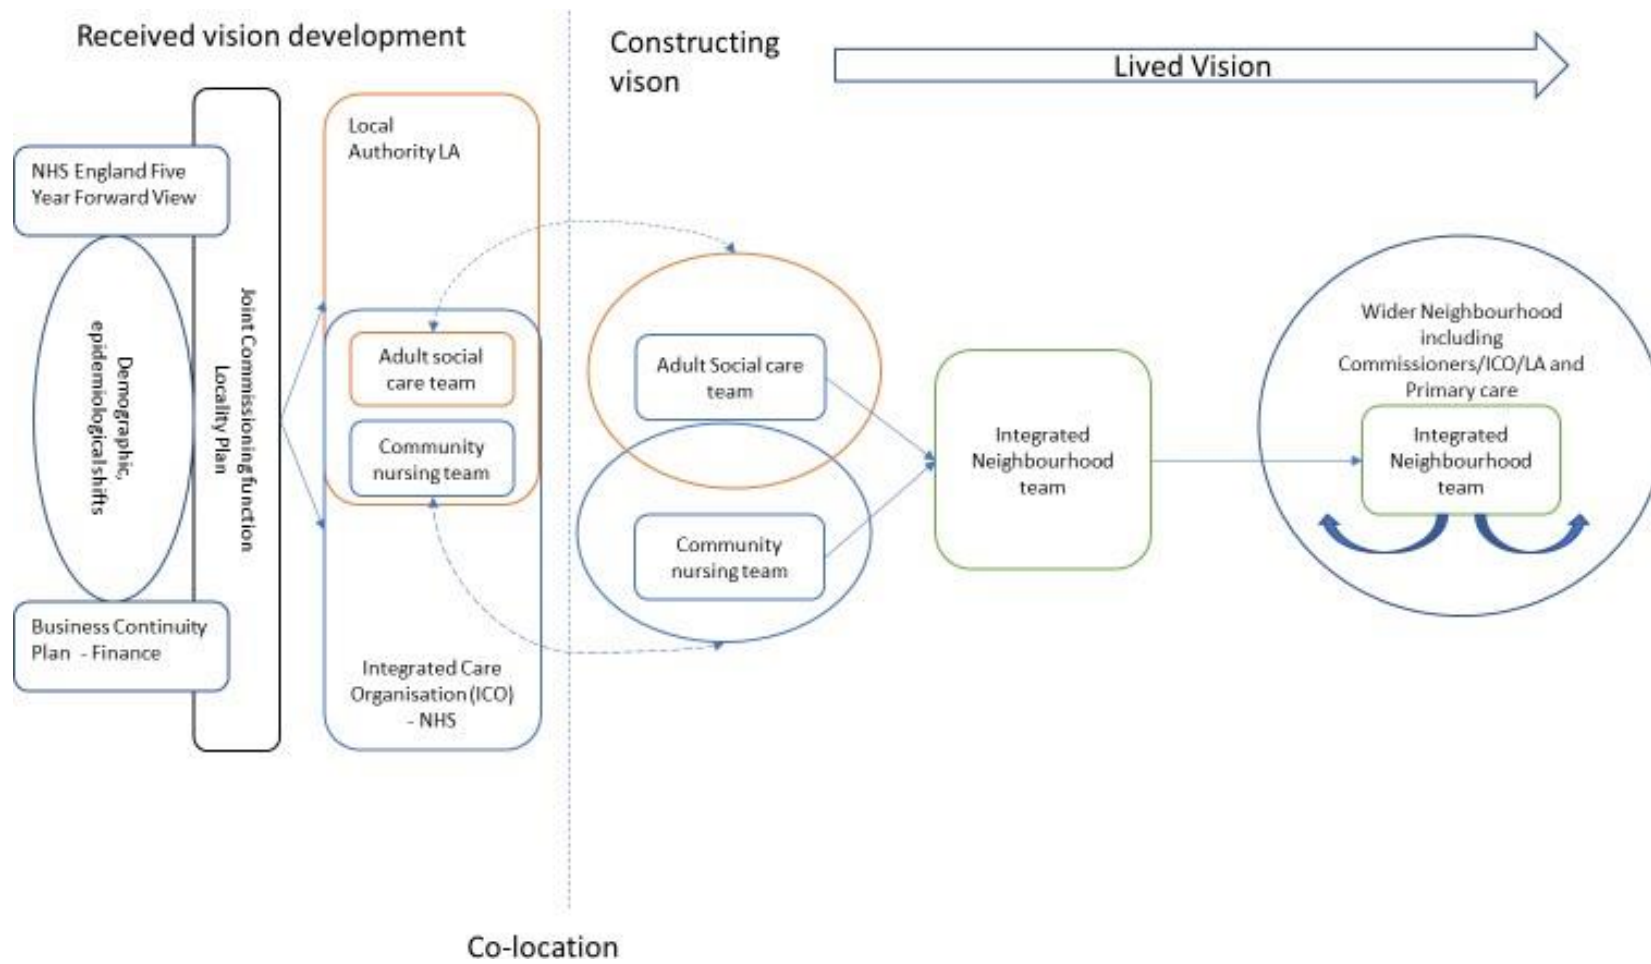 Received vision development
Constructing
vison
Lived Vision
NHS England Five
Year Forward View
Demographic,
epidemiological shifts
Business Continuity
Plan - Finance
Joint Commissioning function
Locality Plan
Local
Authority LA
Adult social
care team
Community
nursing team
Integrated Care
Organisation (ICO)
- NHS
Adult Social care
team
Community
nursing team
Integrated
Neighbourhood
team
Wider Neighbourhood
including
Commissioners/ICO/LA and
Primary care
Integrated
Neighbourhood
team
Co-location